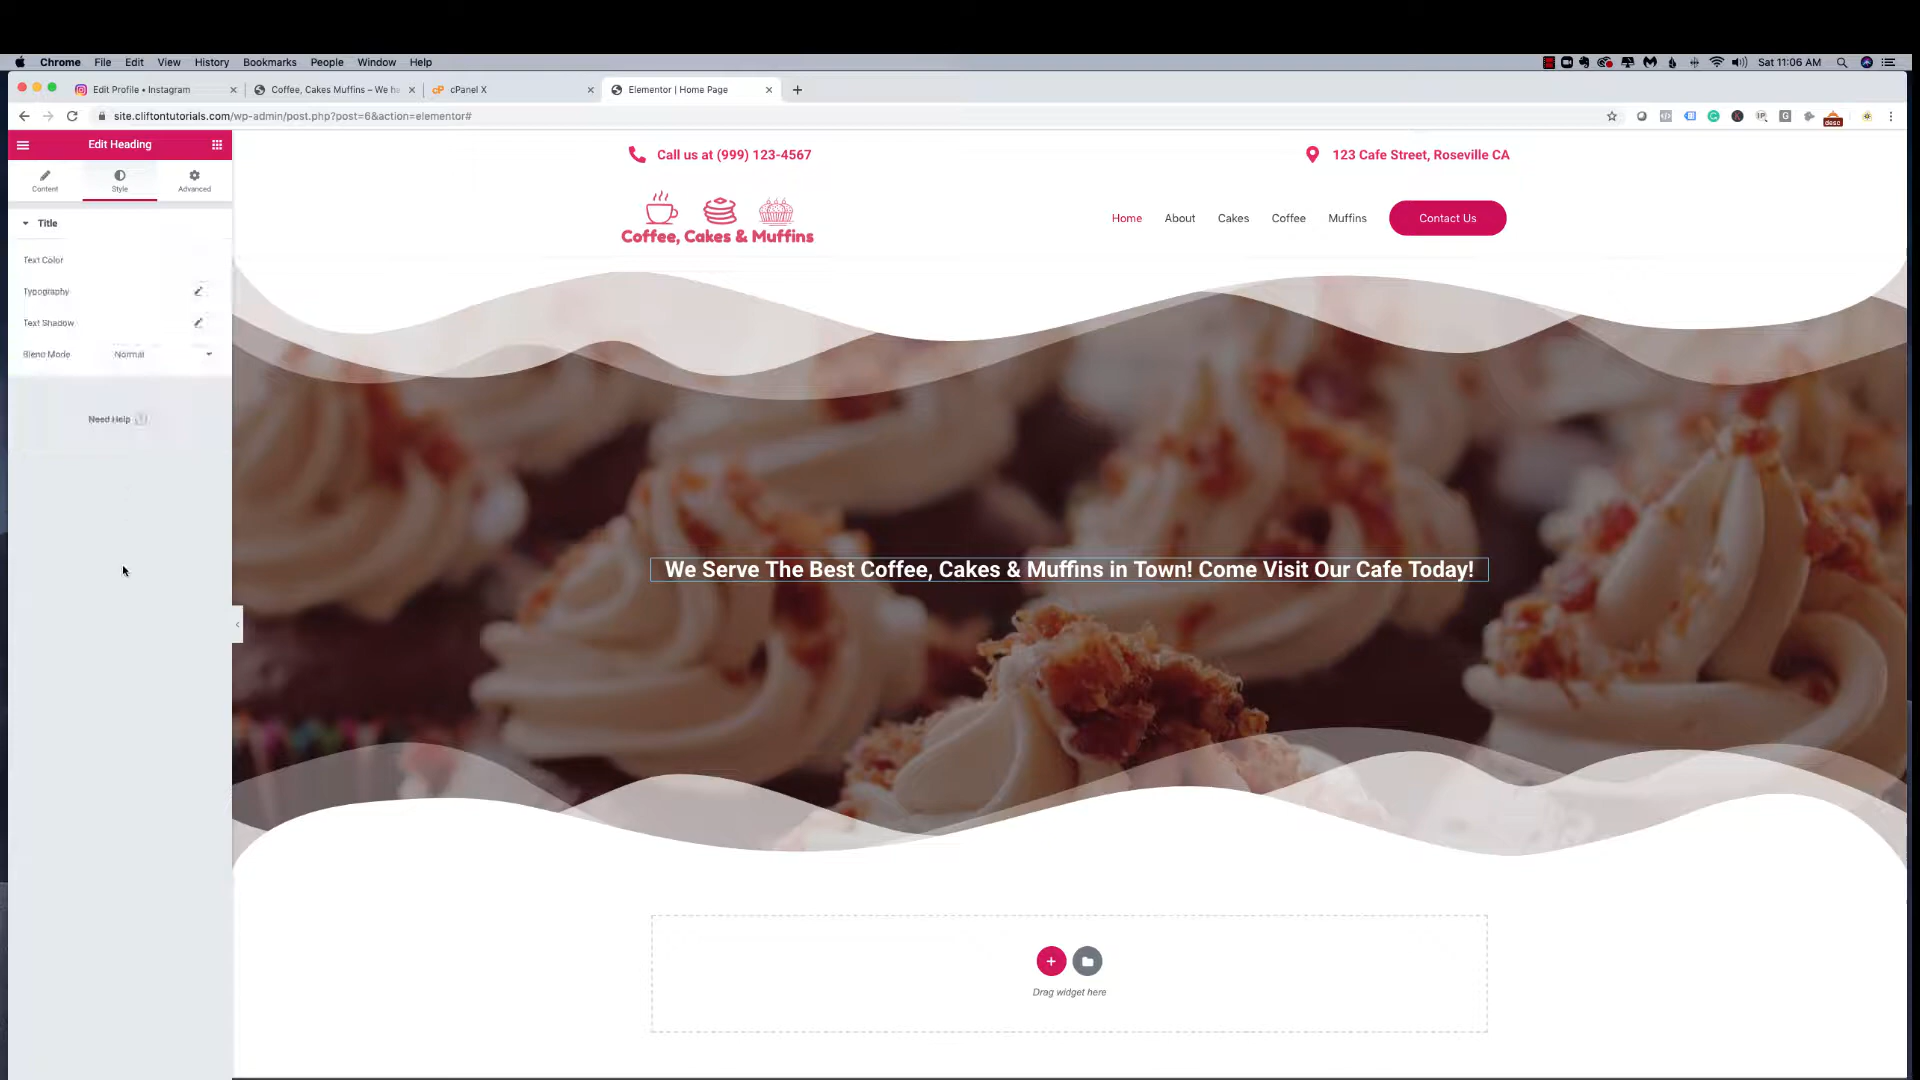 Chrome File Edit View History Bookmarks People Window Help Sat 11:06 AM
Edit Profile • Instagram Coffee, Cakes Muffins – We h cPanel X Elementor | Home Page
site.cliftontutorials.com/wp-admin/post.php?post=6&action=elementor#
Edit Heading
Content Style Advanced
Title
Text Color
Typography
Text Shadow
Blend Mode Normal
Need Help
Call us at (999) 123-4567 123 Cafe Street, Roseville CA
Coffee, Cakes & Muffins
Home About Cakes Coffee Muffins Contact Us
We Serve The Best Coffee, Cakes & Muffins in Town! Come Visit Our Cafe Today!
Drag widget here